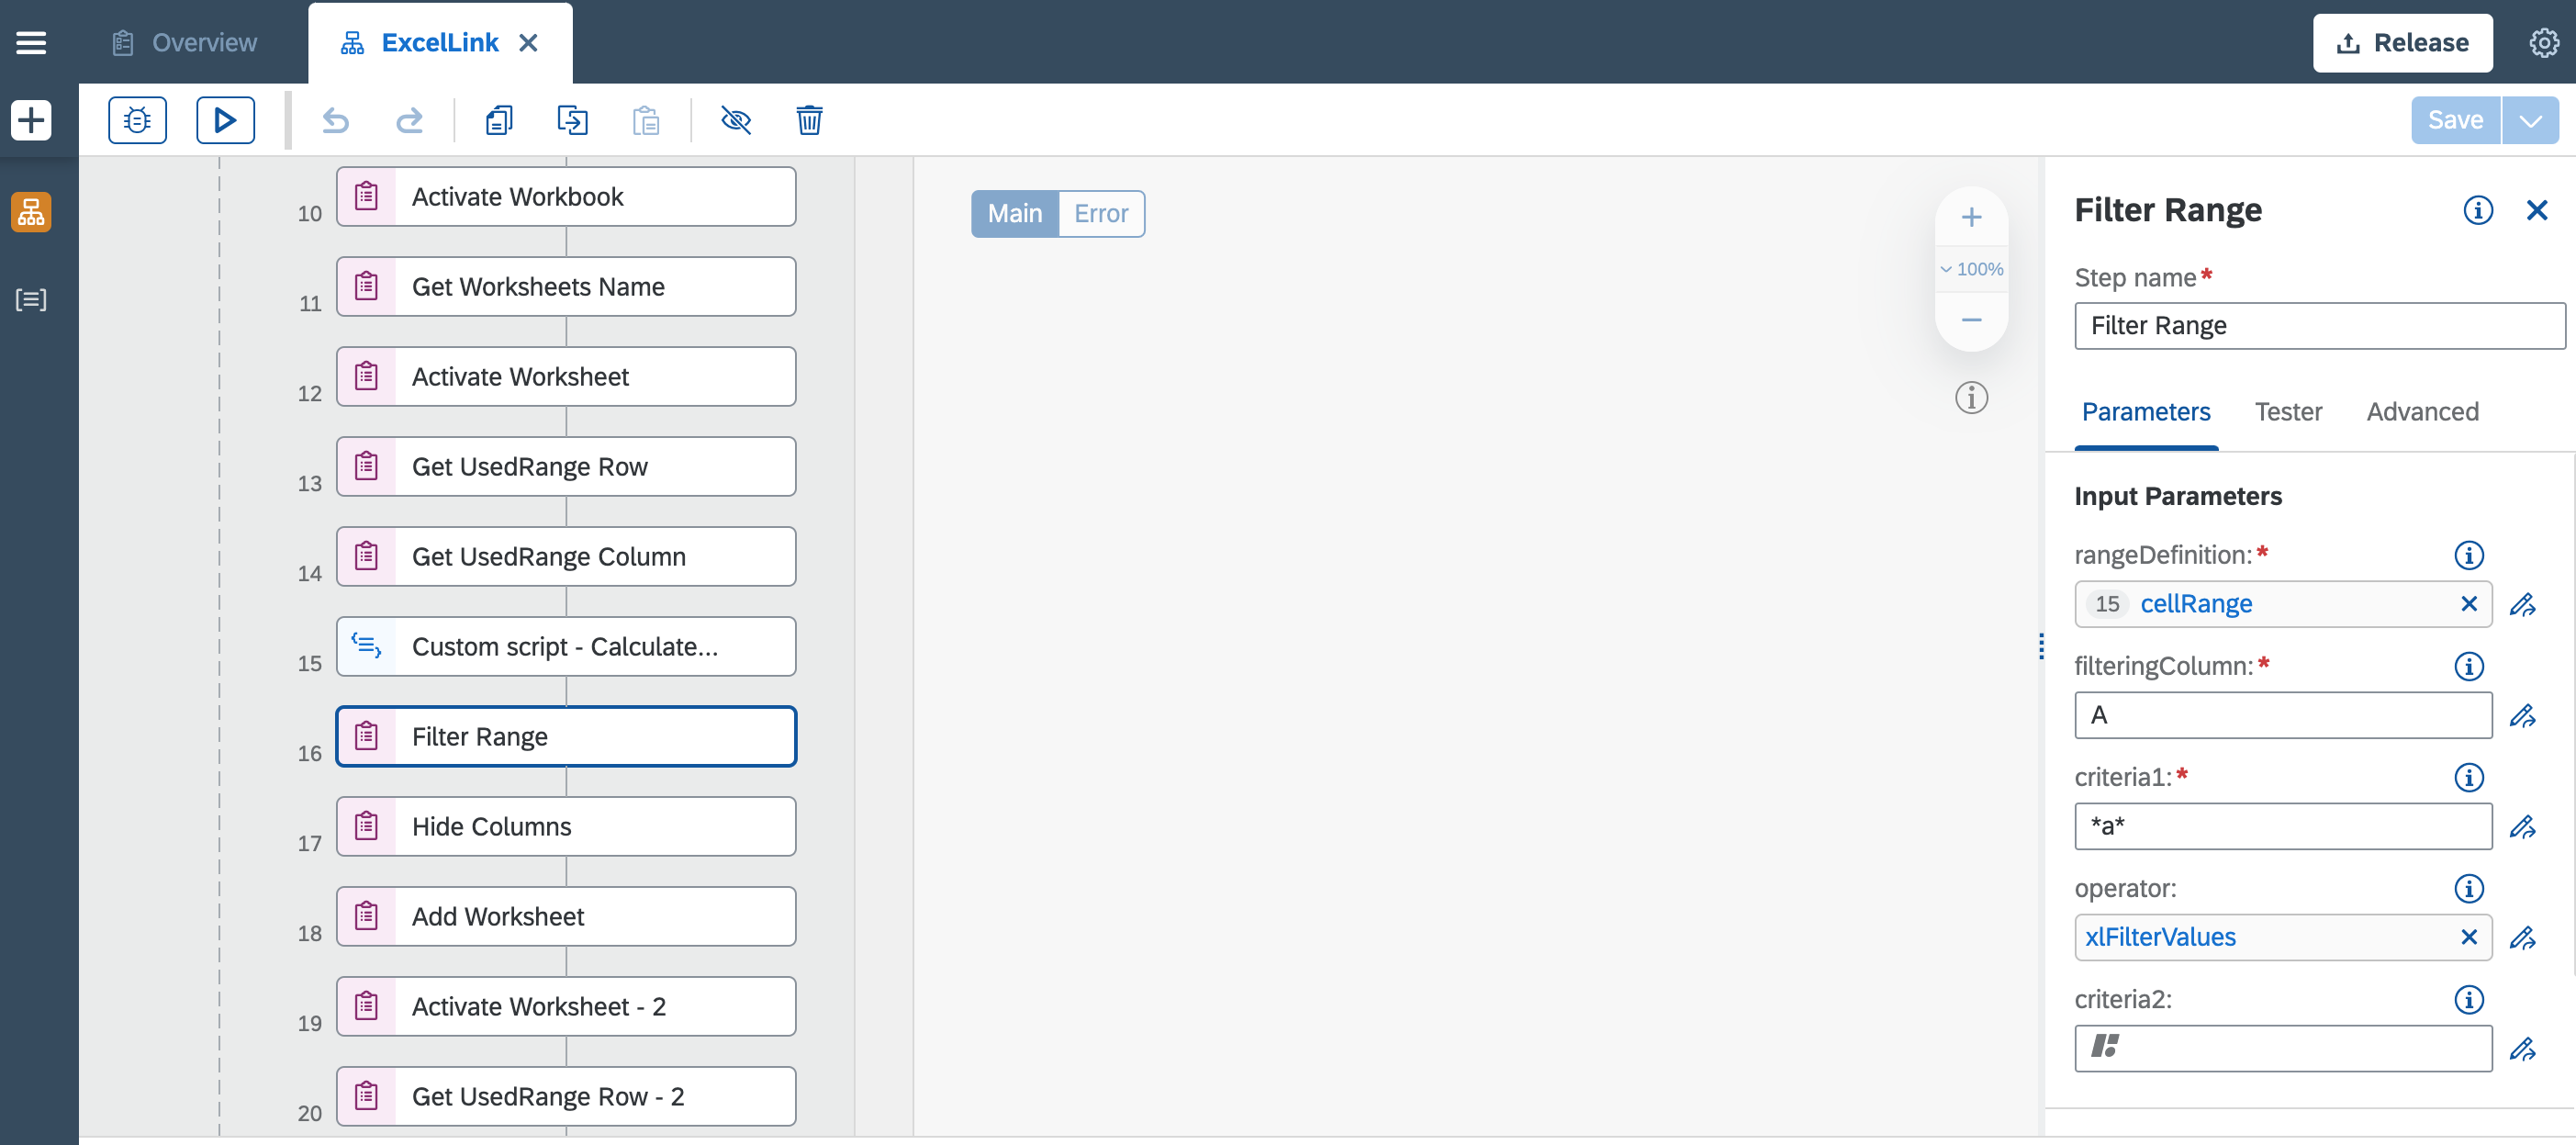 Overview
ExcelLink
Release
Save
10
Activate Workbook
11
Get Worksheets Name
12
Activate Worksheet
13
Get UsedRange Row
14
Get UsedRange Column
15
Custom script - Calculate...
16
Filter Range
17
Hide Columns
18
Add Worksheet
19
Activate Worksheet - 2
20
Get UsedRange Row - 2
Main Error
100%
Filter Range
Step name*
Filter Range
Parameters Tester Advanced
Input Parameters
rangeDefinition:*
15 cellRange
filteringColumn:*
A
criteria1:*
*a*
operator:
xlFilterValues
criteria2: